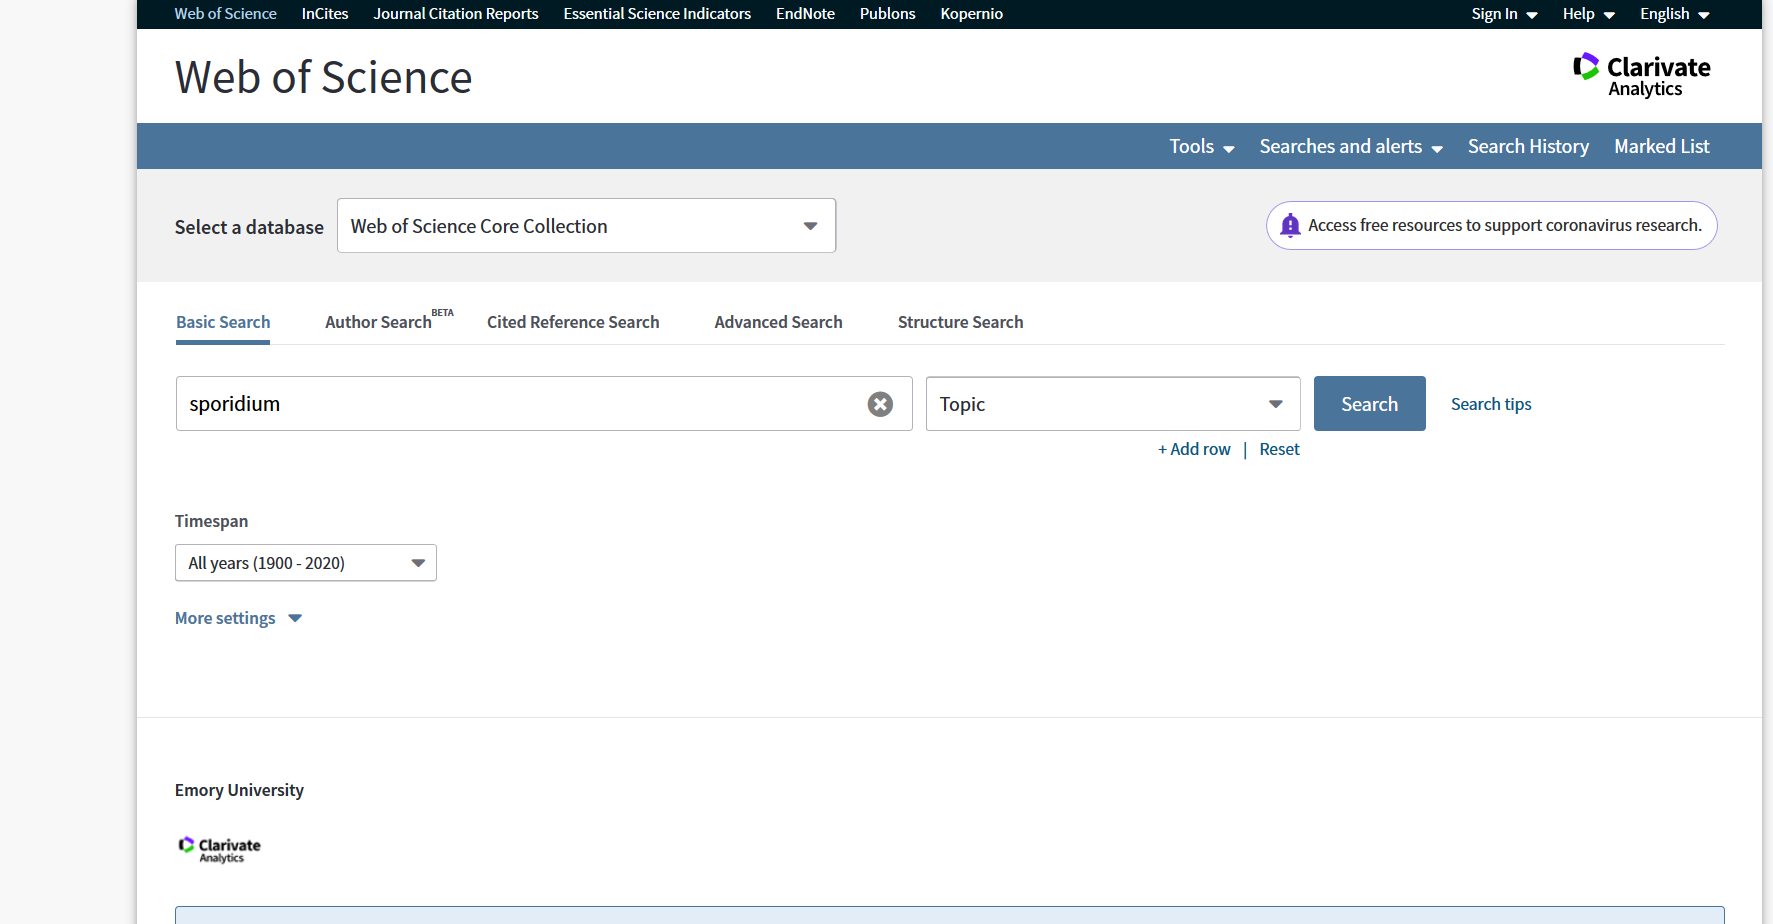 Web of Science InCites Journal Citation Reports Essential Science Indicators EndNote Publons Kopernio Sign In Help English
Web of Science
Clarivate
Analytics
Tools Searches and alerts Search History Marked List
Select a database Web of Science Core Collection Access free resources to support coronavirus research.
Basic Search Author Search BETA Cited Reference Search Advanced Search Structure Search
sporidium Topic Search Search tips
+ Add row | Reset
Timespan
All years (1900 - 2020)
More settings
Emory University
Clarivate
Analytics